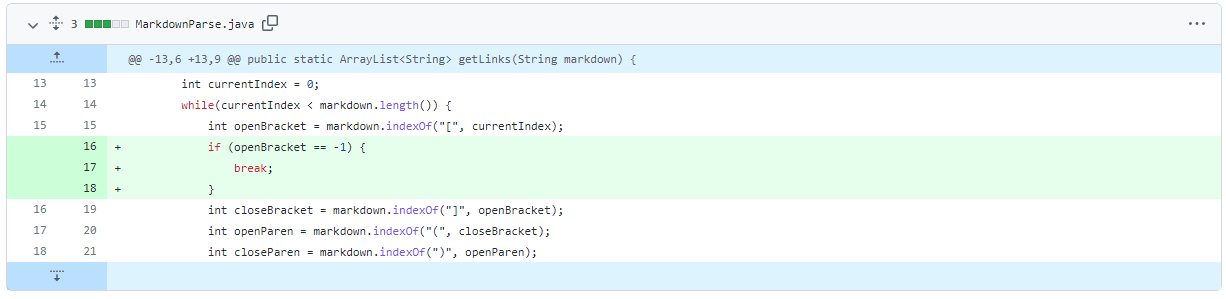 3 MarkdownParse.java
@@ -13,6 +13,9 @@ public static ArrayList<String> getLinks(String markdown) {
13 13 int currentIndex = 0;
14 14 while(currentIndex < markdown.length()) {
15 15 int openBracket = markdown.indexOf("[", currentIndex);
16 + if (openBracket == -1) {
17 + break;
18 + }
16 19 int closeBracket = markdown.indexOf("]", openBracket);
17 20 int openParen = markdown.indexOf("(", closeBracket);
18 21 int closeParen = markdown.indexOf(")", openParen);